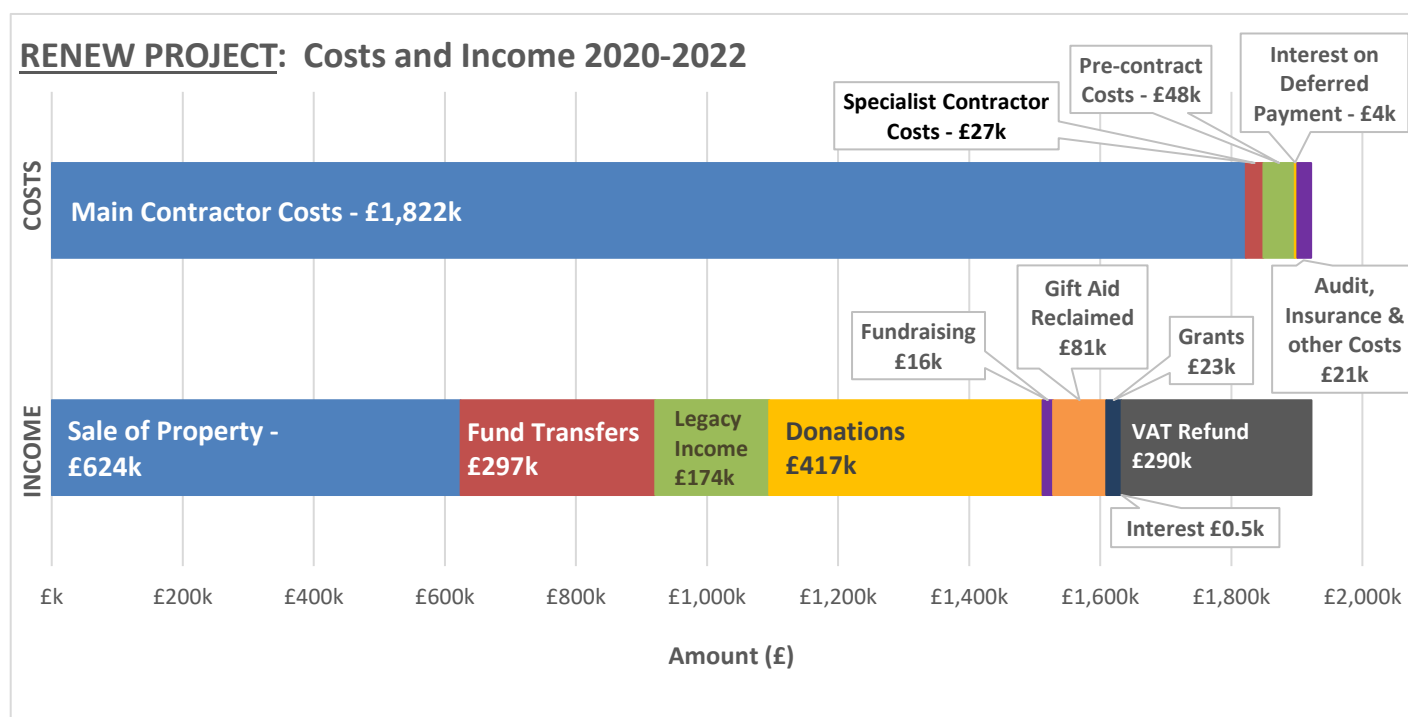 RENEW PROJECT:  Costs and Income 2020-2022
Pre-contract
Costs - £48k
Interest on
Deferred
Payment - £4k
Specialist Contractor
Costs - £27k
COSTS
Main Contractor Costs - £1,822k
Audit,
Insurance &
other Costs
£21k
Gift Aid
Reclaimed
£81k
Fundraising
£16k
Grants
£23k
INCOME
Sale of Property -
£624k
Fund Transfers
£297k
Legacy
Income
£174k
Donations
£417k
VAT Refund
£290k
Interest £0.5k
£k £200k £400k £600k £800k £1,000k £1,200k £1,400k £1,600k £1,800k £2,000k
Amount (£)